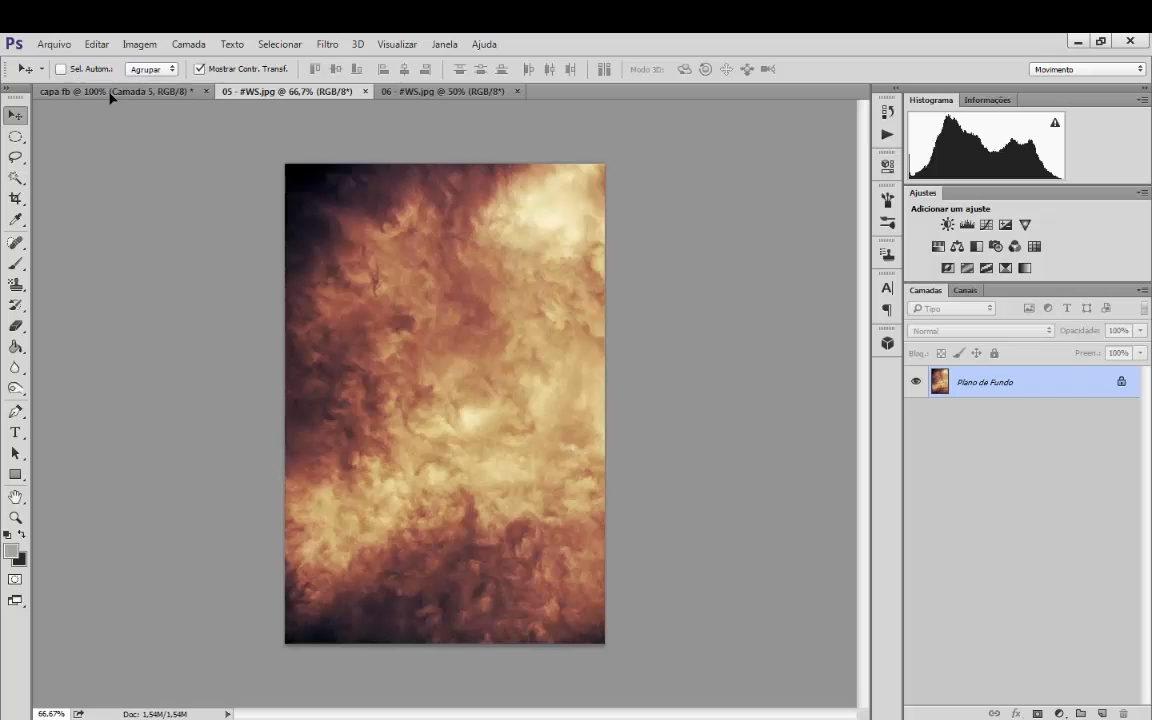 Ps Arquivo Editar Imagem Camada Texto Selecionar Filtro 3D Visualizar Janela Ajuda
Sel. Autom.: Agrupar Mostrar Contr. Transf. Modo 3D: Movimento
capa fb @ 100% (Camada 5, RGB/8) * × 05 - #WS.jpg @ 66,7% (RGB/8*) × 06 - #WS.jpg @ 50% (RGB/8*) ×
Histograma Informações
Ajustes
Adicionar um ajuste
Camadas Canais
Tipo
Normal Opacidade: 100%
Bloq.: Preen.: 100%
Plano de Fundo
66.67% Doc: 1,54M/1,54M